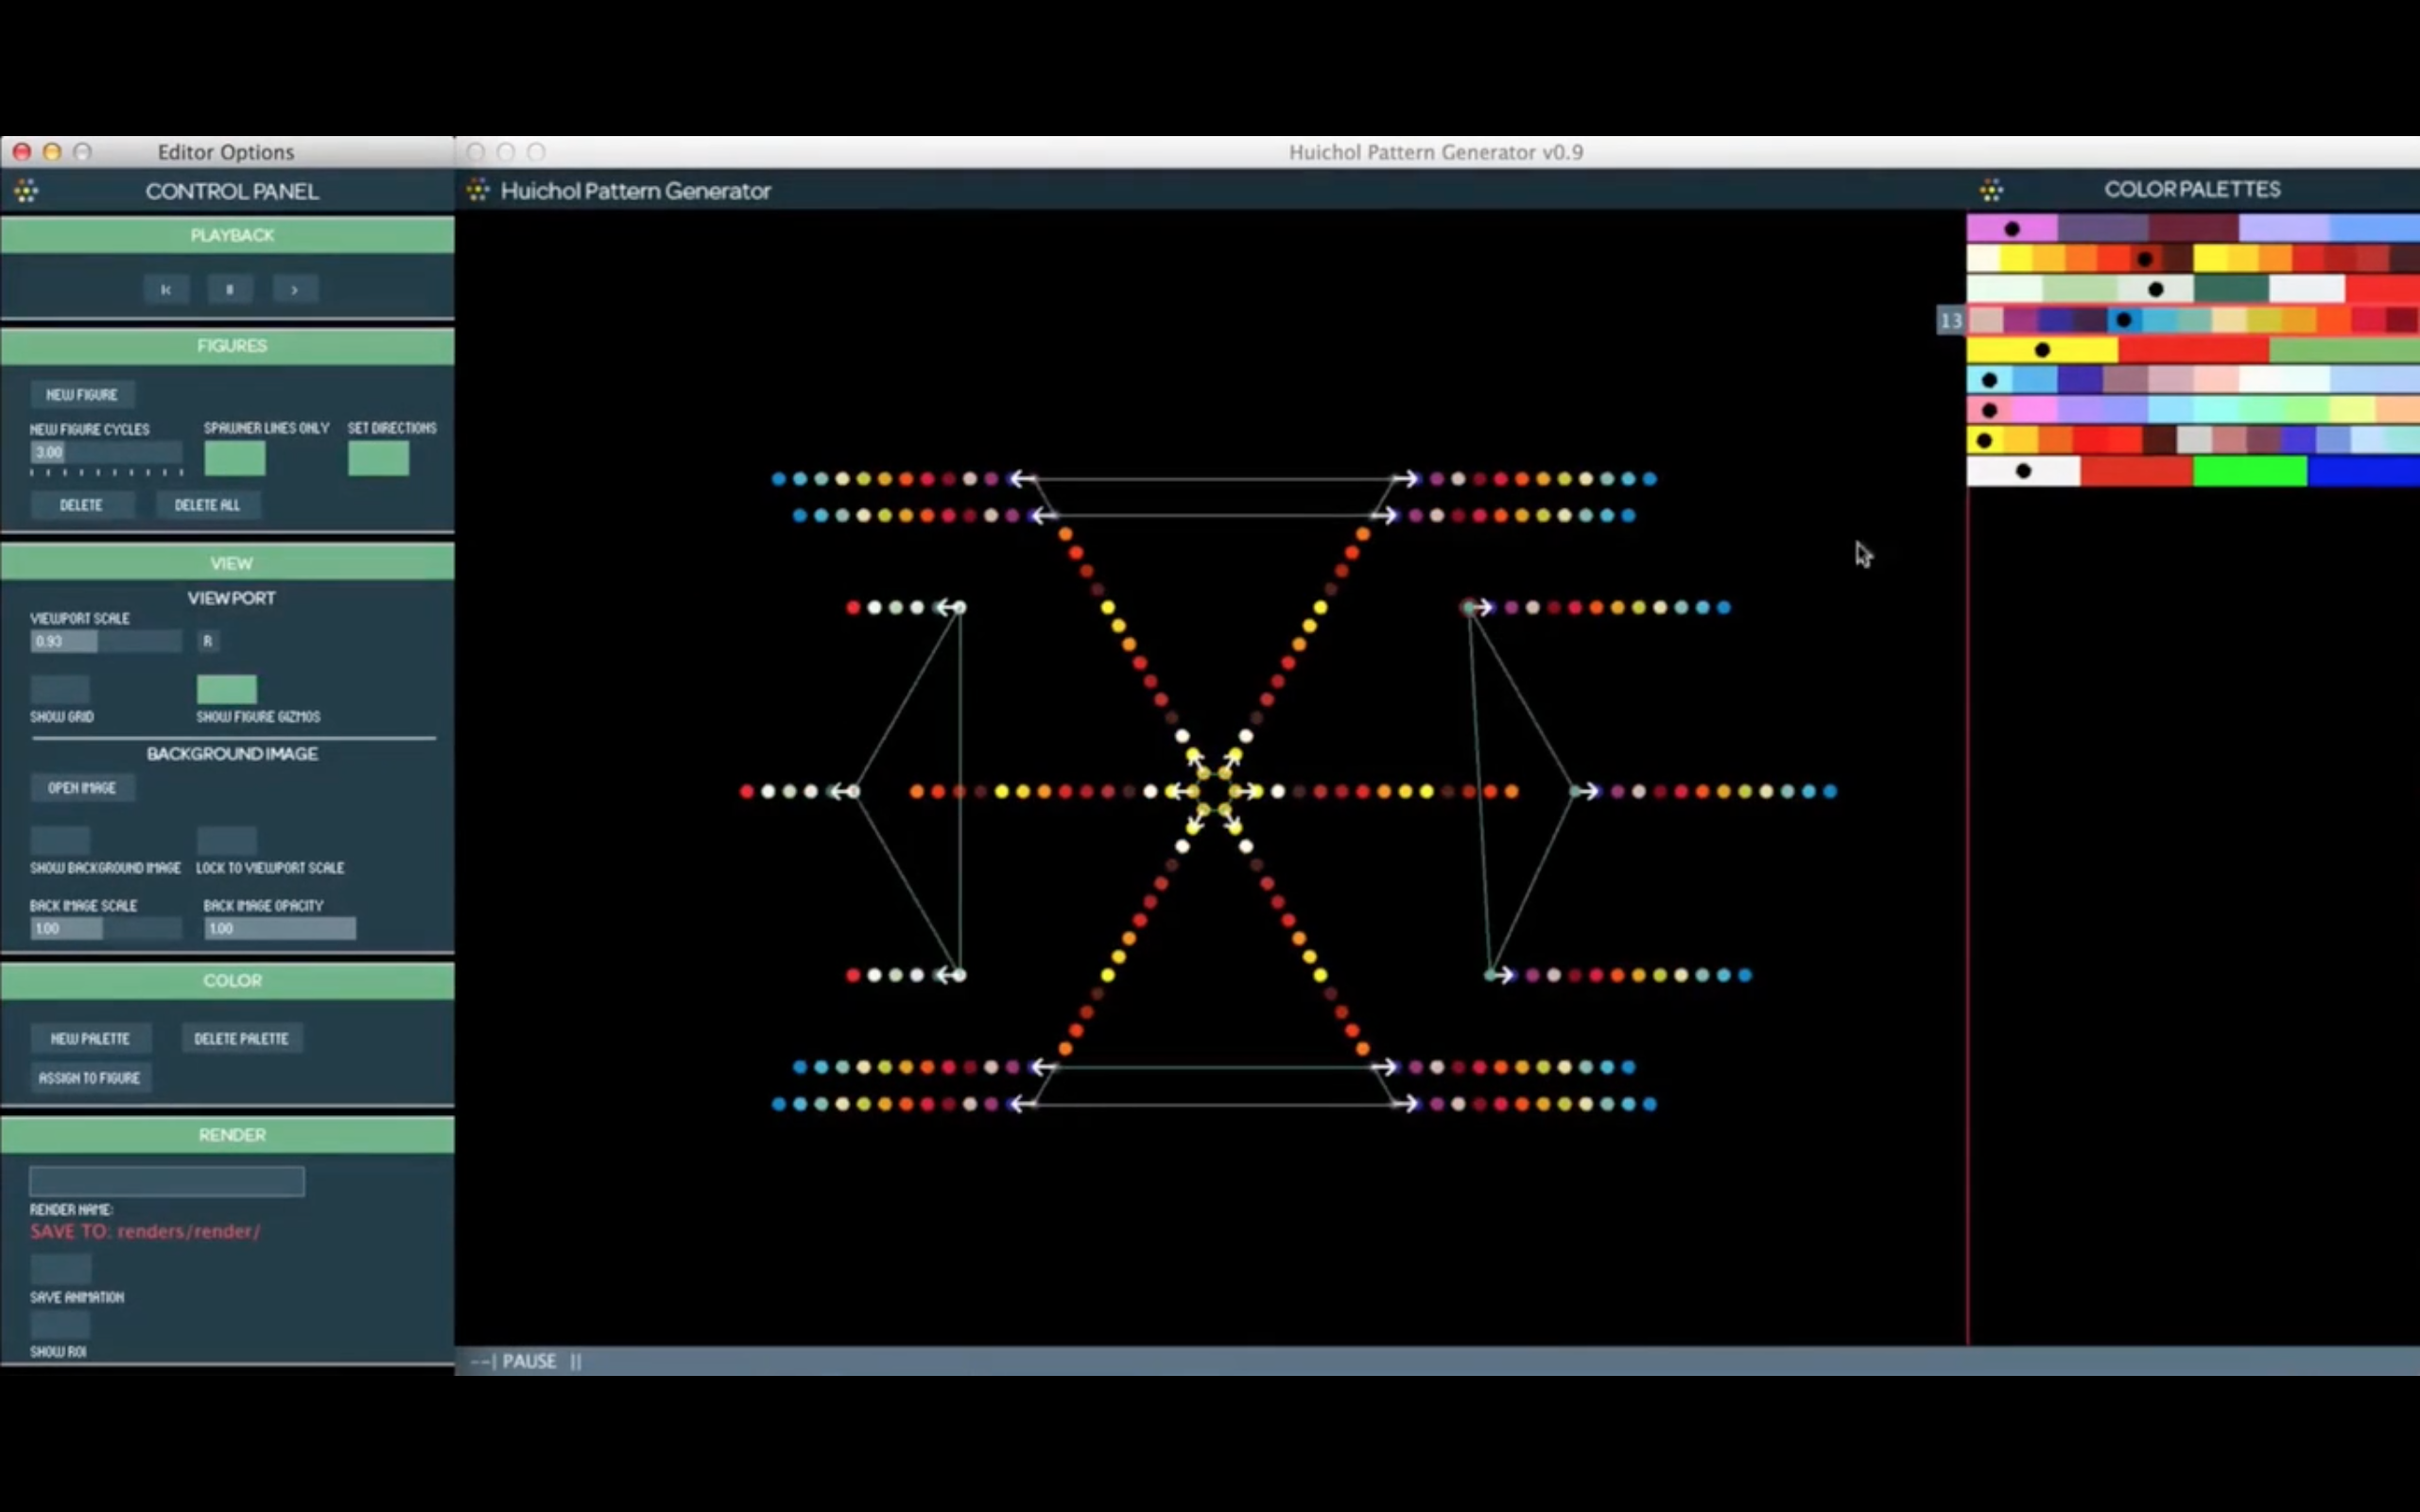 Editor Options
Huichol Pattern Generator v0.9
CONTROL PANEL
Huichol Pattern Generator
COLOR PALETTES
PLAYBACK
FIGURES
NEW FIGURE
NEW FIGURE CYCLES
SPAWNER LINES ONLY
SET DIRECTIONS
3.00
DELETE
DELETE ALL
VIEW
VIEWPORT
VIEWPORT SCALE
0.93
R
SHOW GRID
SHOW FIGURE GIZMOS
BACKGROUND IMAGE
OPEN IMAGE
SHOW BACKGROUND IMAGE
LOCK TO VIEWPORT SCALE
BACK IMAGE SCALE
BACK IMAGE OPACITY
1.00
1.00
COLOR
NEW PALETTE
DELETE PALETTE
ASSIGN TO FIGURE
RENDER
RENDER NAME:
SAVE TO: renders/render/
SAVE ANIMATION
SHOW ROI
13
--| PAUSE ||